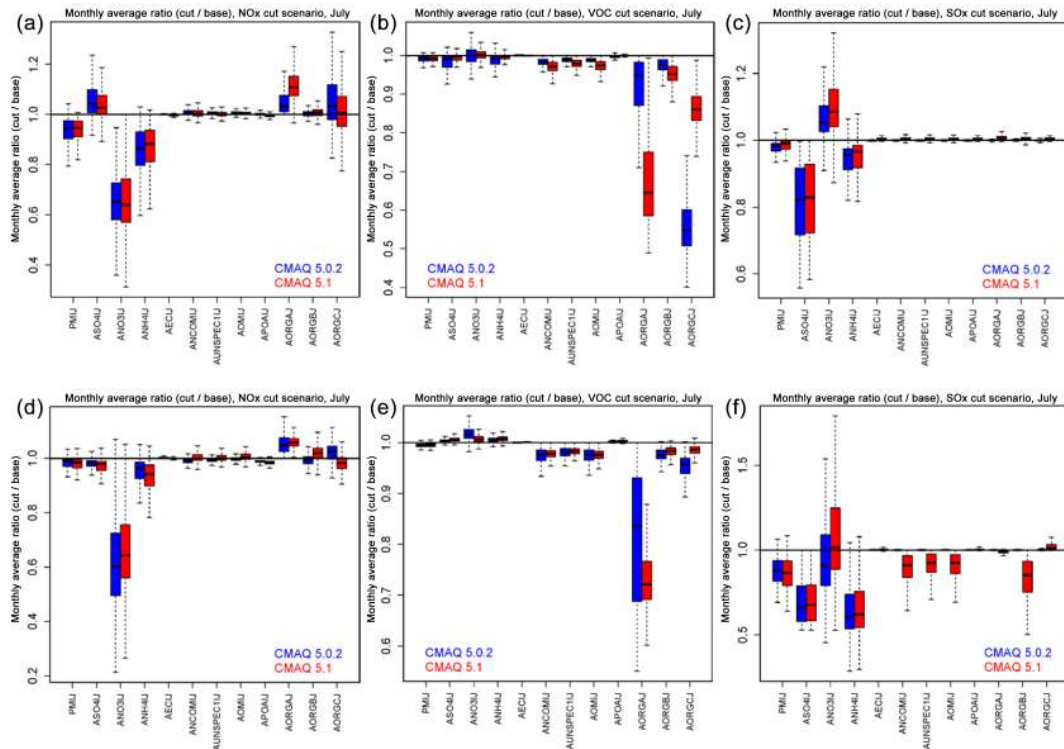 (a)
Monthly average ratio (cut / base), NOx cut scenario, July
Monthly average ratio (cut / base)
1.2
1.0
0.8
0.6
0.4
CMAQ 5.0.2
CMAQ 5.1
PMIJ
ASO4IJ
ANO3IJ
ANH4IJ
AECIJ
ANCOMIJ
AUNSPEC1IJ
AOMIJ
APOAIJ
AORGAJ
AORGBJ
AORGCJ
(b)
Monthly average ratio (cut / base), VOC cut scenario, July
Monthly average ratio (cut / base)
1.0
0.9
0.8
0.7
0.6
0.5
0.4
CMAQ 5.0.2
CMAQ 5.1
PMIJ
ASO4IJ
ANO3IJ
ANH4IJ
AECIJ
ANCOMIJ
AUNSPEC1IJ
AOMIJ
APOAIJ
AORGAJ
AORGBJ
AORGCJ
(c)
Monthly average ratio (cut / base), SOx cut scenario, July
Monthly average ratio (cut / base)
1.2
1.0
0.8
0.6
CMAQ 5.0.2
CMAQ 5.1
PMIJ
ASO4IJ
ANO3IJ
ANH4IJ
AECIJ
ANCOMIJ
AUNSPEC1IJ
AOMIJ
APOAIJ
AORGAJ
AORGBJ
AORGCJ
(d)
Monthly average ratio (cut / base), NOx cut scenario, July
Monthly average ratio (cut / base)
1.0
0.8
0.6
0.4
0.2
CMAQ 5.0.2
CMAQ 5.1
PMIJ
ASO4IJ
ANO3IJ
ANH4IJ
AECIJ
ANCOMIJ
AUNSPEC1IJ
AOMIJ
APOAIJ
AORGAJ
AORGBJ
AORGCJ
(e)
Monthly average ratio (cut / base), VOC cut scenario, July
Monthly average ratio (cut / base)
1.0
0.9
0.8
0.7
0.6
CMAQ 5.0.2
CMAQ 5.1
PMIJ
ASO4IJ
ANO3IJ
ANH4IJ
AECIJ
ANCOMIJ
AUNSPEC1IJ
AOMIJ
APOAIJ
AORGAJ
AORGBJ
AORGCJ
(f)
Monthly average ratio (cut / base), SOx cut scenario, July
Monthly average ratio (cut / base)
1.5
1.0
0.5
CMAQ 5.0.2
CMAQ 5.1
PMIJ
ASO4IJ
ANO3IJ
ANH4IJ
AECIJ
ANCOMIJ
AUNSPEC1IJ
AOMIJ
APOAIJ
AORGAJ
AORGBJ
AORGCJ